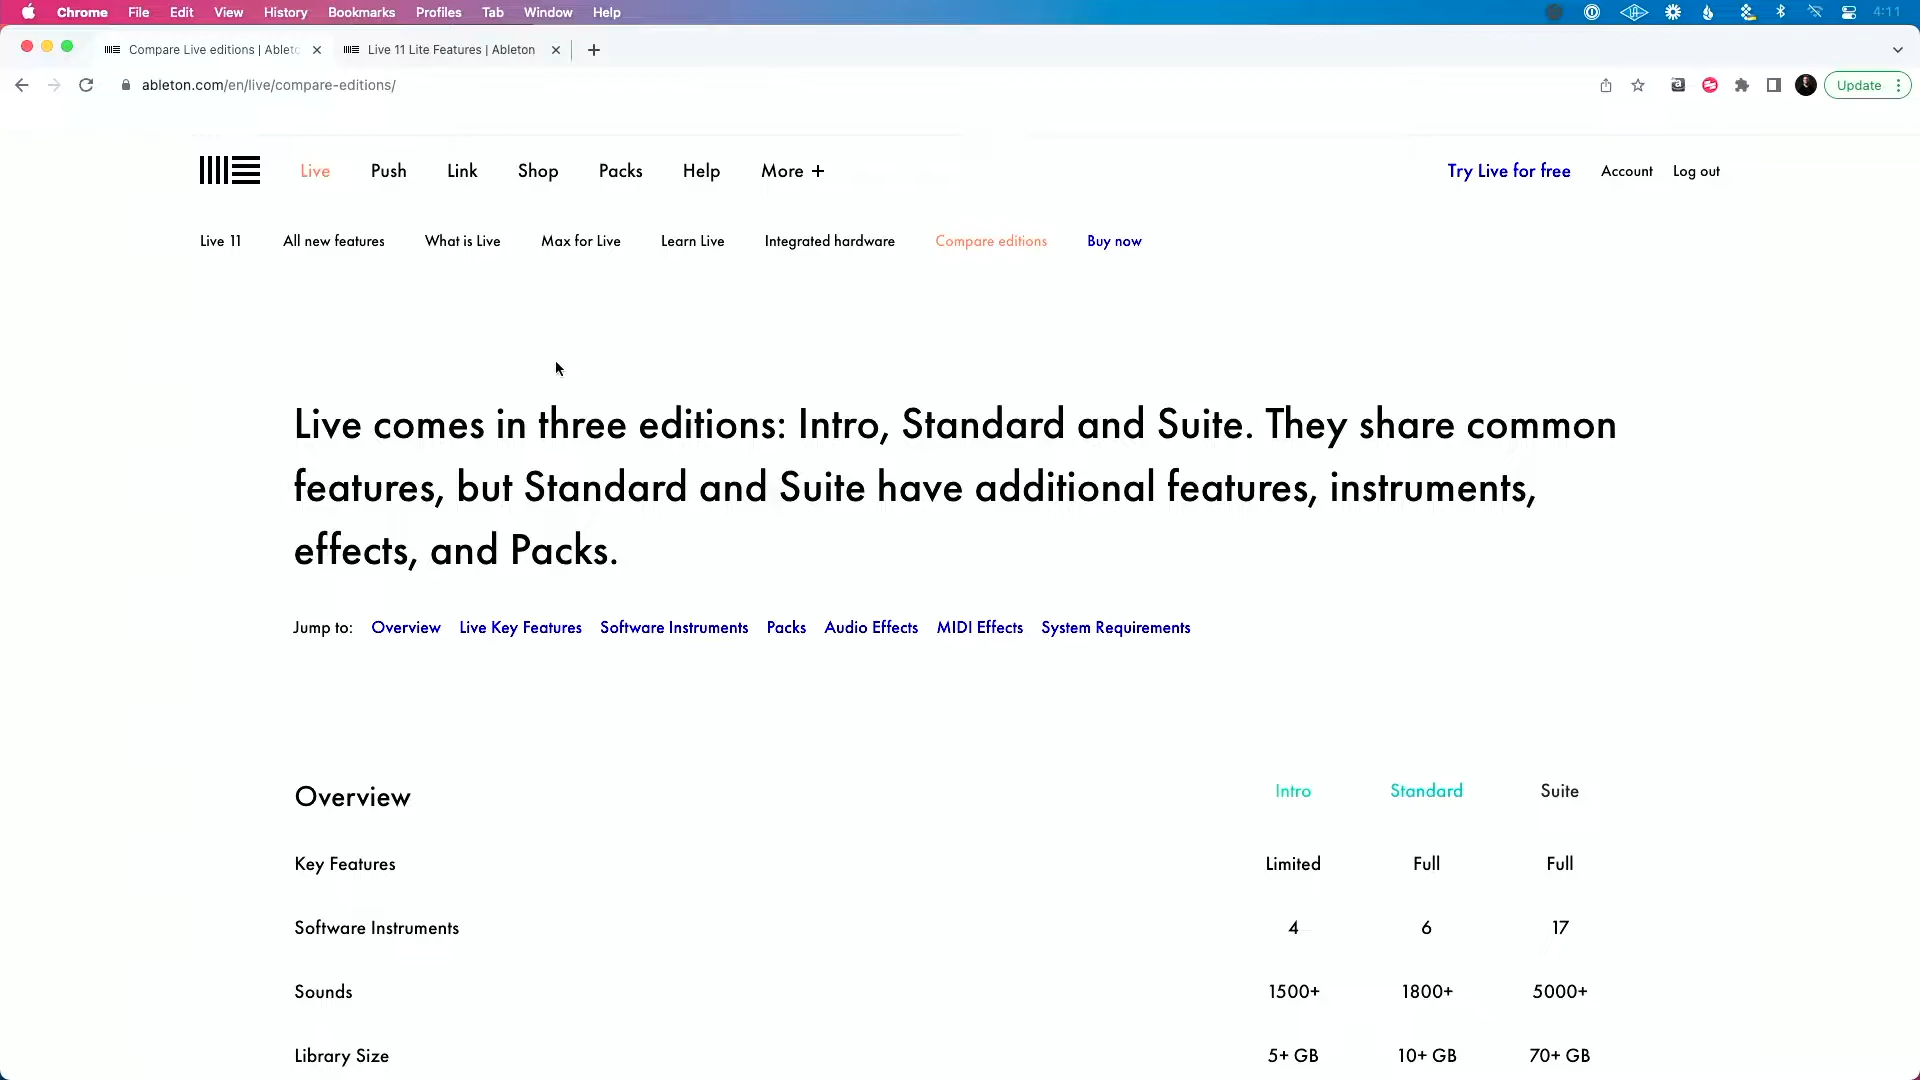 Chrome File Edit View History Bookmarks Profiles Tab Window Help 4:11
Compare Live editions | Ablet Live 11 Lite Features | Ableton
ableton.com/en/live/compare-editions/ Update
Live Push Link Shop Packs Help More + Try Live for free Account Log out
Live 11 All new features What is Live Max for Live Learn Live Integrated hardware Compare editions Buy now
Live comes in three editions: Intro, Standard and Suite. They share common
features, but Standard and Suite have additional features, instruments,
effects, and Packs.
Jump to: Overview Live Key Features Software Instruments Packs Audio Effects MIDI Effects System Requirements
Overview Intro Standard Suite
Key Features Limited Full Full
Software Instruments 4 6 17
Sounds 1500+ 1800+ 5000+
Library Size 5+ GB 10+ GB 70+ GB